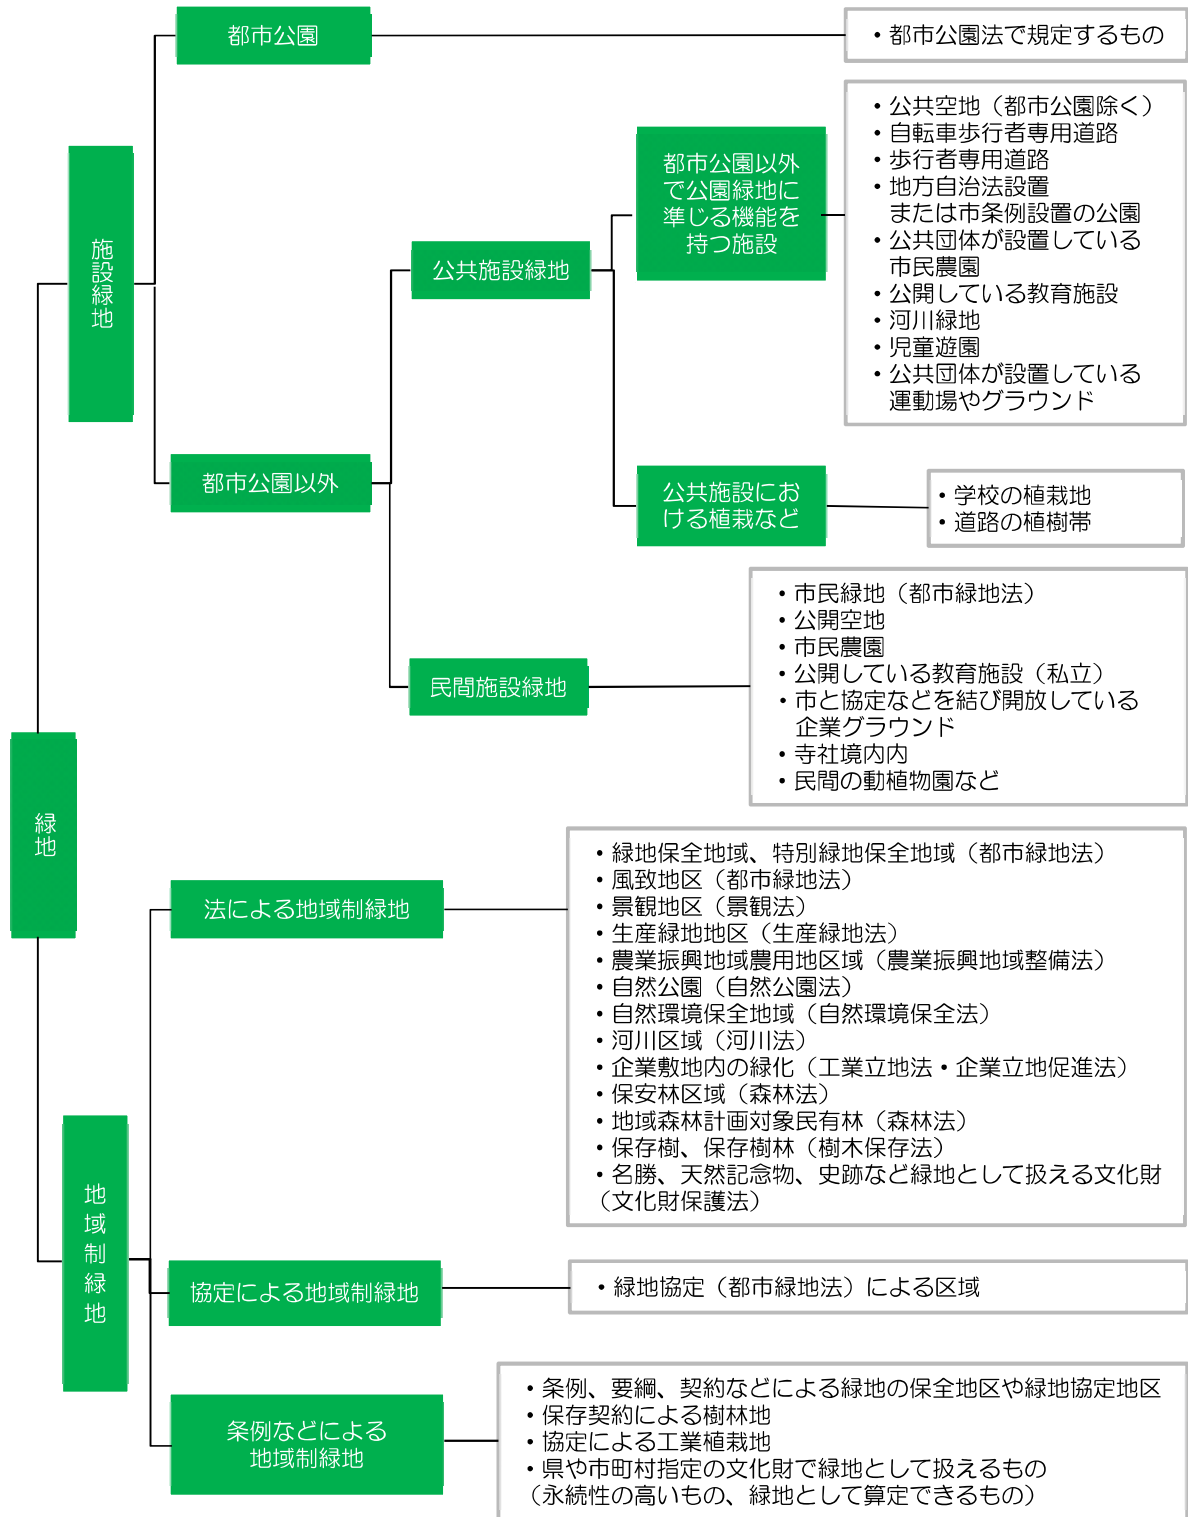 緑地
施設緑地
都市公園
・都市公園法で規定するもの
都市公園以外
公共施設緑地
都市公園以外
で公園緑地に
準じる機能を
持つ施設
・公共空地（都市公園除く）
・自転車歩行者専用道路
・歩行者専用道路
・地方自治法設置
または市条例設置の公園
・公共団体が設置している
市民農園
・公開している教育施設
・河川緑地
・児童遊園
・公共団体が設置している
運動場やグラウンド
公共施設にお
ける植栽など
・学校の植栽地
・道路の植樹帯
民間施設緑地
・市民緑地（都市緑地法）
・公開空地
・市民農園
・公開している教育施設（私立）
・市と協定などを結び開放している
企業グラウンド
・寺社境内内
・民間の動植物園など
地域制緑地
法による地域制緑地
・緑地保全地域、特別緑地保全地域（都市緑地法）
・風致地区（都市緑地法）
・景観地区（景観法）
・生産緑地地区（生産緑地法）
・農業振興地域農用地区域（農業振興地域整備法）
・自然公園（自然公園法）
・自然環境保全地域（自然環境保全法）
・河川区域（河川法）
・企業敷地内の緑化（工業立地法・企業立地促進法）
・保安林区域（森林法）
・地域森林計画対象民有林（森林法）
・保存樹、保存樹林（樹木保存法）
・名勝、天然記念物、史跡など緑地として扱える文化財
（文化財保護法）
協定による地域制緑地
・緑地協定（都市緑地法）による区域
条例などによる
地域制緑地
・条例、要綱、契約などによる緑地の保全地区や緑地協定地区
・保存契約による樹林地
・協定による工業植栽地
・県や市町村指定の文化財で緑地として扱えるもの
（永続性の高いもの、緑地として算定できるもの）